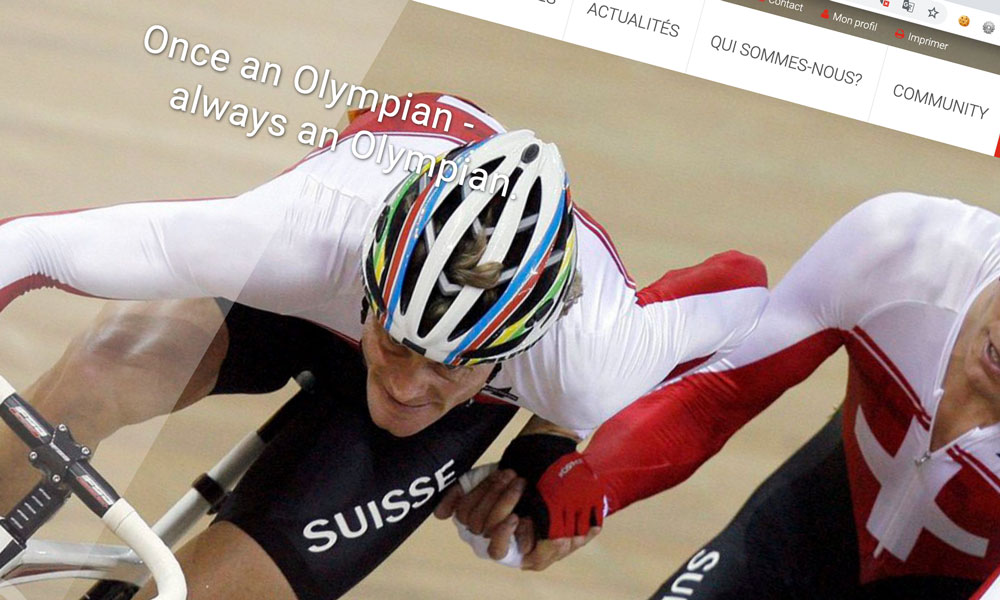 Contact
Mon profil
Imprimer
ACTUALITÉS
QUI SOMMES-NOUS?
COMMUNITY
Once an Olympian -
always an Olympian.
SUISSE